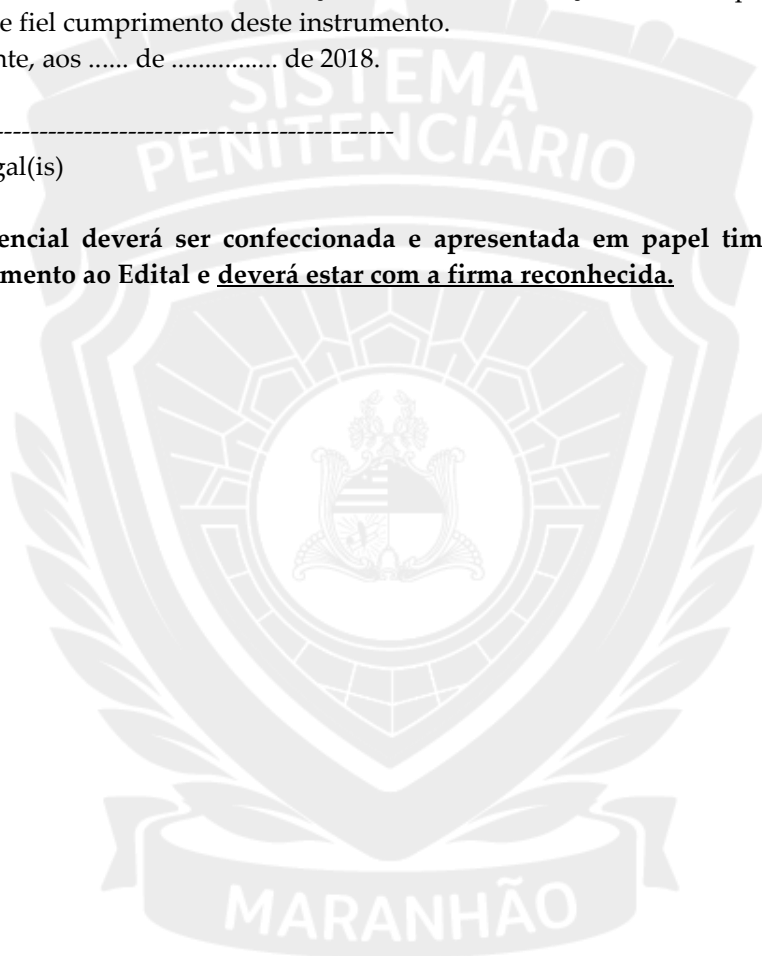 e fiel cumprimento deste instrumento.
nte, aos ...... de ............... de 2018.
SISTEMA
PENITENCIÁRIO
--------------------------------------------
gal(is)
encial deverá ser confeccionada e apresentada em papel tim
mento ao Edital e deverá estar com a firma reconhecida.
MARANHÃO